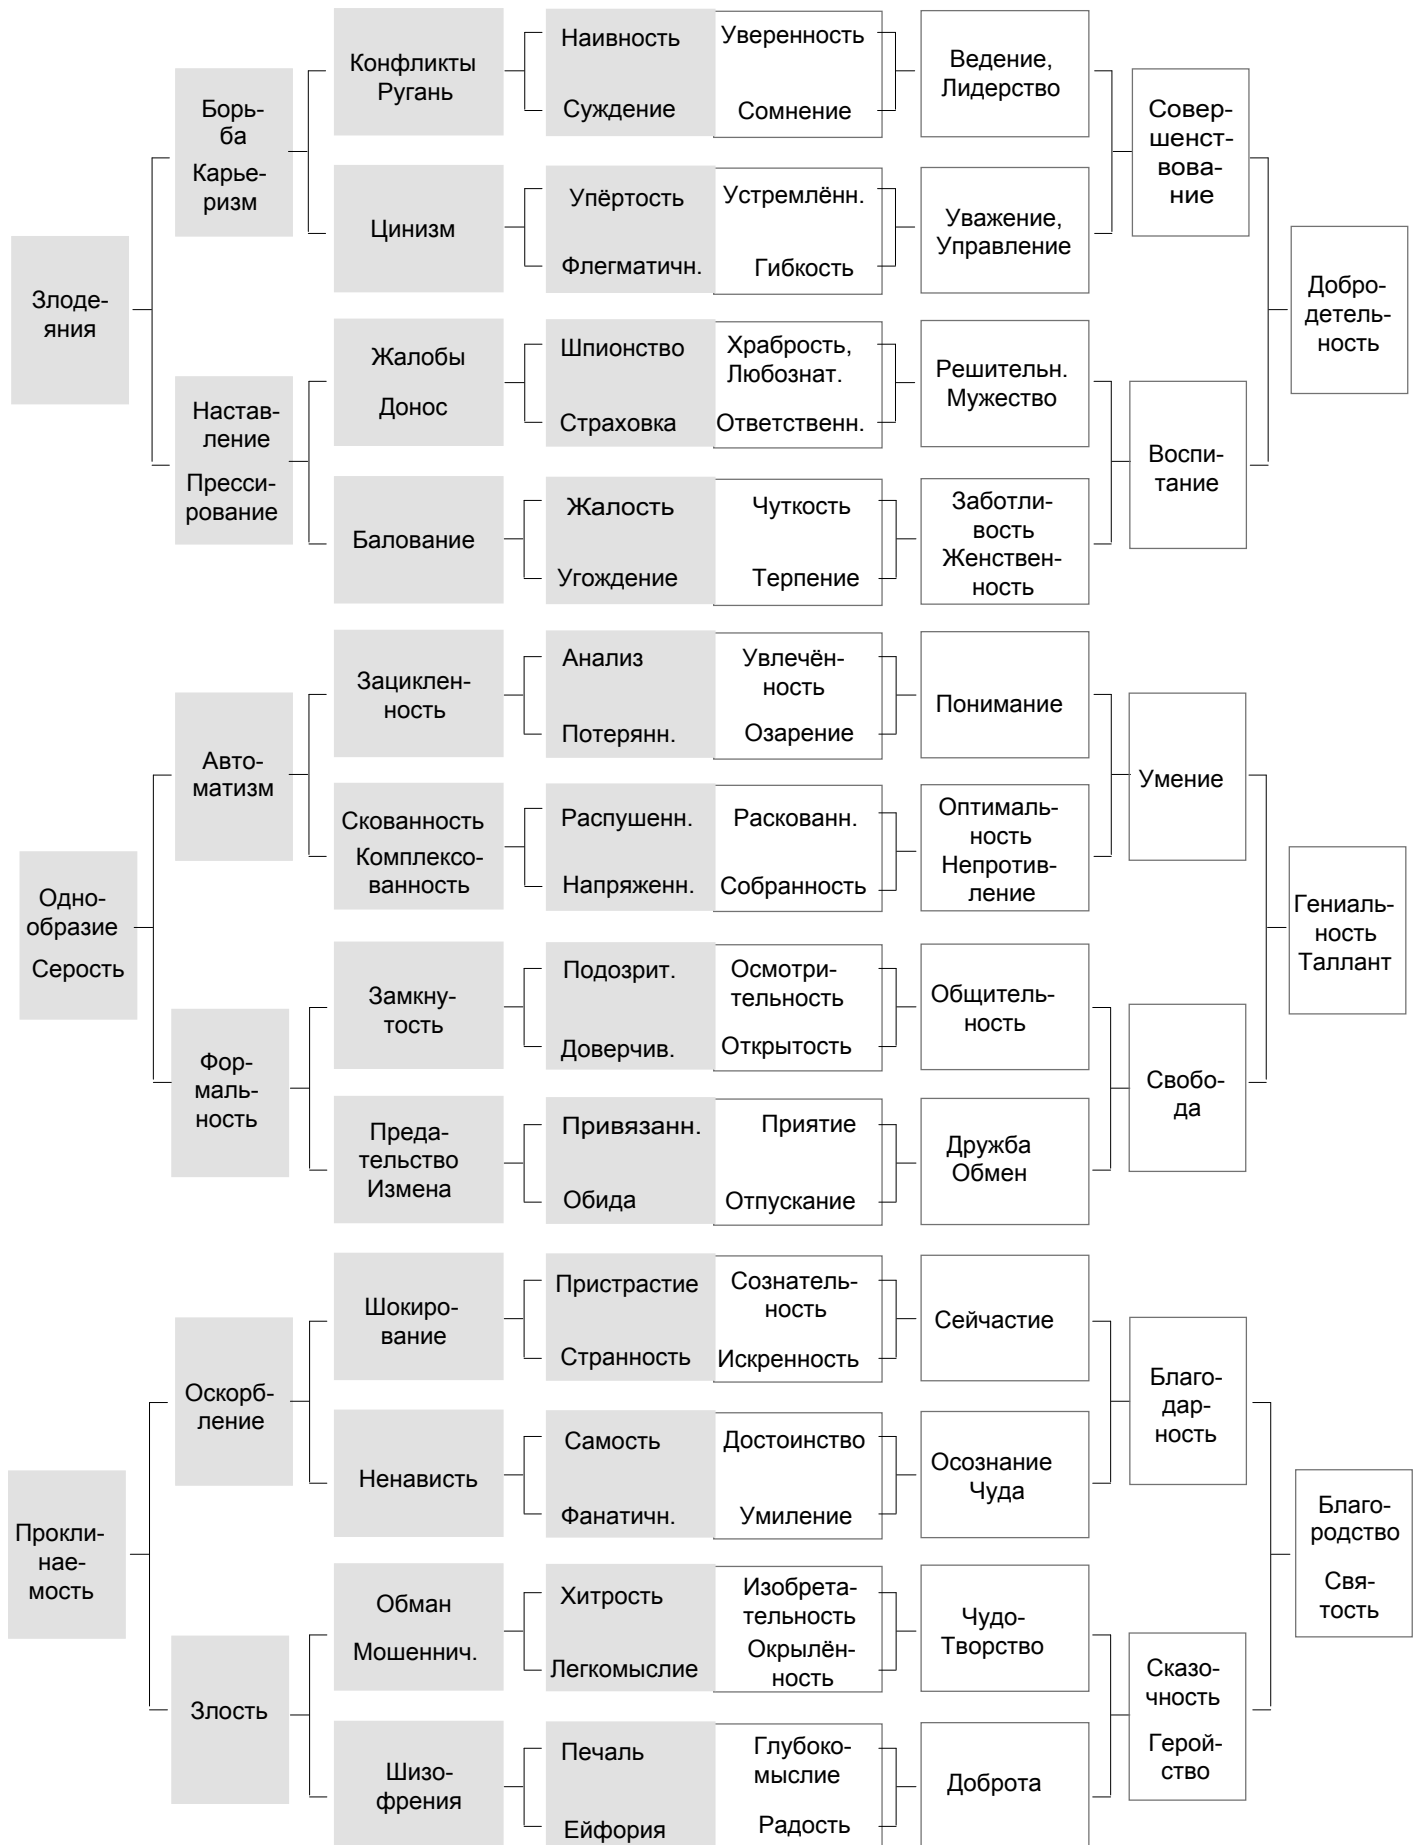 Злоде-
яния
Борь-
ба
Карье-
ризм
Настав-
ление
Пресси-
рование
Конфликты
Ругань
Цинизм
Жалобы
Донос
Балование
Наивность
Суждение
Упёртость
Флегматичн.
Шпионство
Страховка
Жалость
Угождение
Уверенность
Сомнение
Устремлённ.
Гибкость
Храбрость,
Любознат.
Ответственн.
Чуткость
Терпение
Ведение,
Лидерство
Уважение,
Управление
Решительн.
Мужество
Заботли-
вость
Женствен-
ность
Совер-
шенст-
вова-
ние
Воспи-
тание
Добро-
детель-
ность
Одно-
образие
Серость
Авто-
матизм
Фор-
маль-
ность
Зациклен-
ность
Скованность
Комплексо-
ванность
Замкну-
тость
Преда-
тельство
Измена
Анализ
Потерянн.
Распушенн.
Напряженн.
Подозрит.
Доверчив.
Привязанн.
Обида
Увлечён-
ность
Озарение
Раскованн.
Собранность
Осмотри-
тельность
Открытость
Приятие
Отпускание
Понимание
Оптималь-
ность
Непротив-
ление
Общитель-
ность
Дружба
Обмен
Умение
Свобо-
да
Гениаль-
ность
Таллант
Прокли-
нае-
мость
Оскорб-
ление
Злость
Шокиро-
вание
Ненависть
Обман
Мошеннич.
Шизо-
френия
Пристрастие
Странность
Самость
Фанатичн.
Хитрость
Легкомыслие
Печаль
Ейфория
Сознатель-
ность
Искренность
Достоинство
Умиление
Изобрета-
тельность
Окрылён-
ность
Глубоко-
мыслие
Радость
Сейчастие
Осознание
Чуда
Чудо-
Творство
Доброта
Благо-
дар-
ность
Сказо-
чность
Герой-
ство
Благо-
родство
Свя-
тость